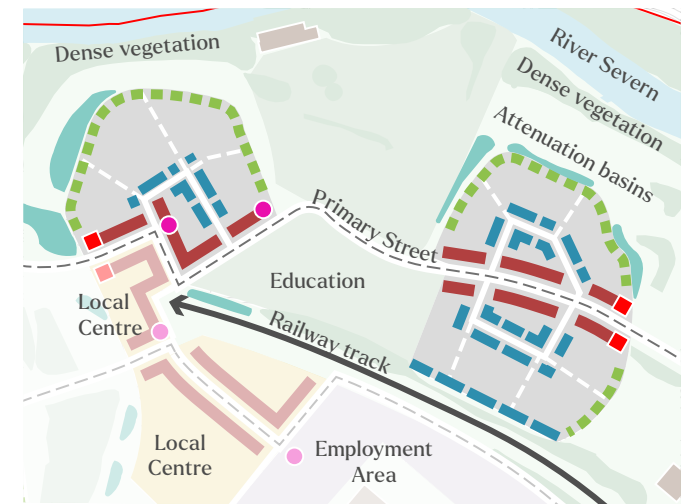 Dense vegetation
River Severn
Dense vegetation
Attenuation basins
Primary Street
Education
Local
Centre
Railway track
Local
Centre
Employment
Area